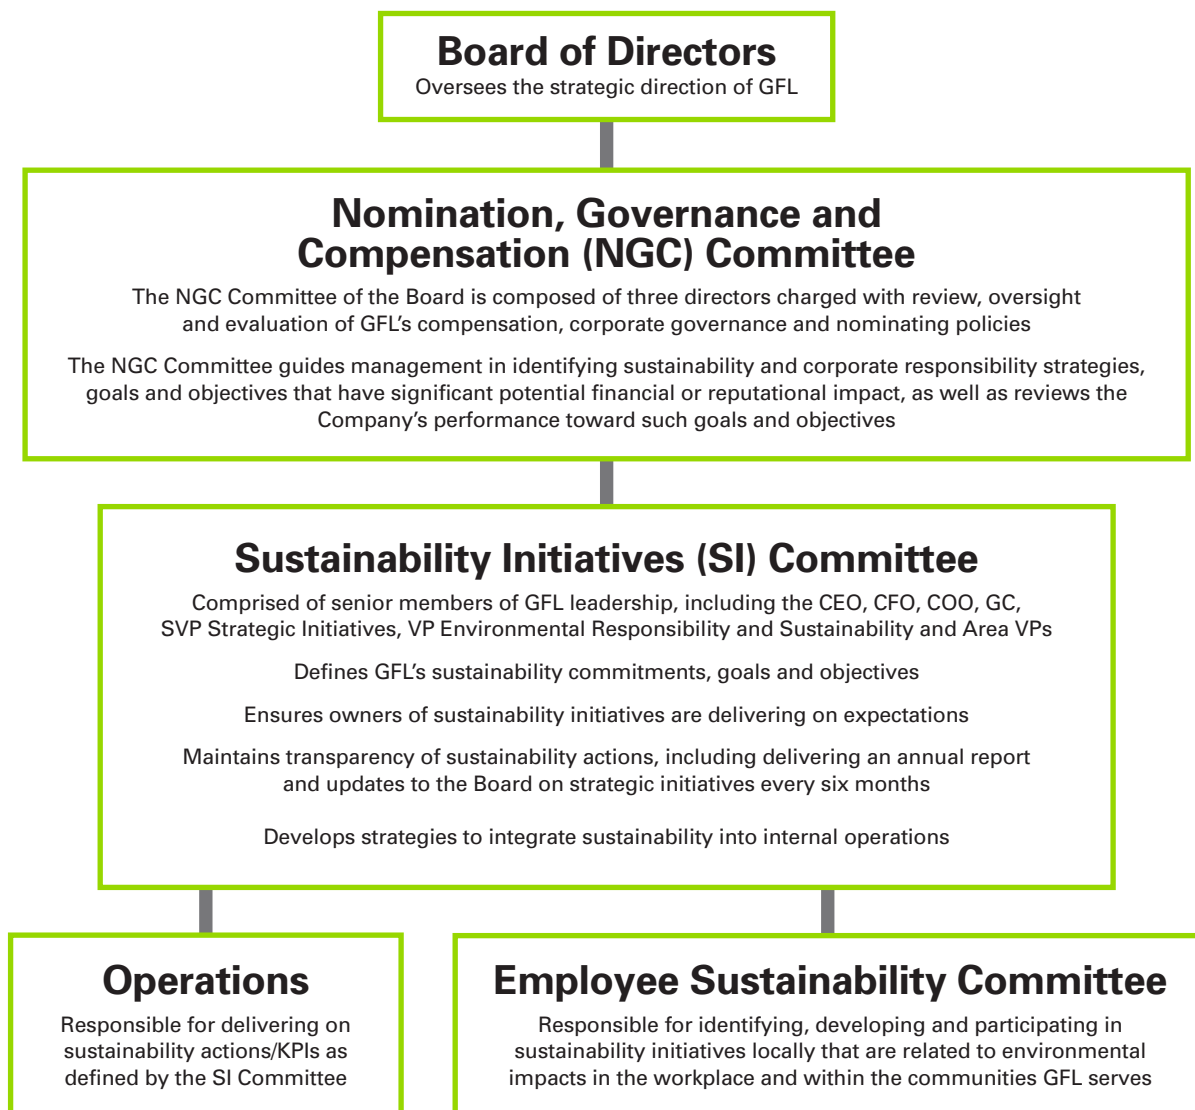 Board of Directors
Oversees the strategic direction of GFL
Nomination, Governance and
Compensation (NGC) Committee
The NGC Committee of the Board is composed of three directors charged with review, oversight
and evaluation of GFL’s compensation, corporate governance and nominating policies
The NGC Committee guides management in identifying sustainability and corporate responsibility strategies,
goals and objectives that have significant potential financial or reputational impact, as well as reviews the
Company’s performance toward such goals and objectives
Sustainability Initiatives (SI) Committee
Comprised of senior members of GFL leadership, including the CEO, CFO, COO, GC,
SVP Strategic Initiatives, VP Environmental Responsibility and Sustainability and Area VPs
Defines GFL’s sustainability commitments, goals and objectives
Ensures owners of sustainability initiatives are delivering on expectations
Maintains transparency of sustainability actions, including delivering an annual report
and updates to the Board on strategic initiatives every six months
Develops strategies to integrate sustainability into internal operations
Operations
Responsible for delivering on
sustainability actions/KPIs as
defined by the SI Committee
Employee Sustainability Committee
Responsible for identifying, developing and participating in
sustainability initiatives locally that are related to environmental
impacts in the workplace and within the communities GFL serves